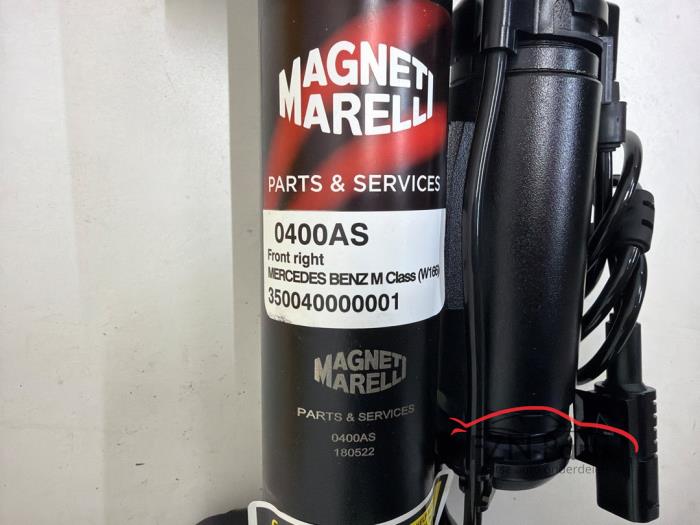 MAGNETI
MARELLI
PARTS & SERVICES
0400AS
Front right
MERCEDES BENZ M Class (W166)
350040000001
MAGNETI
MARELLI
PARTS & SERVICES
0400AS
180522